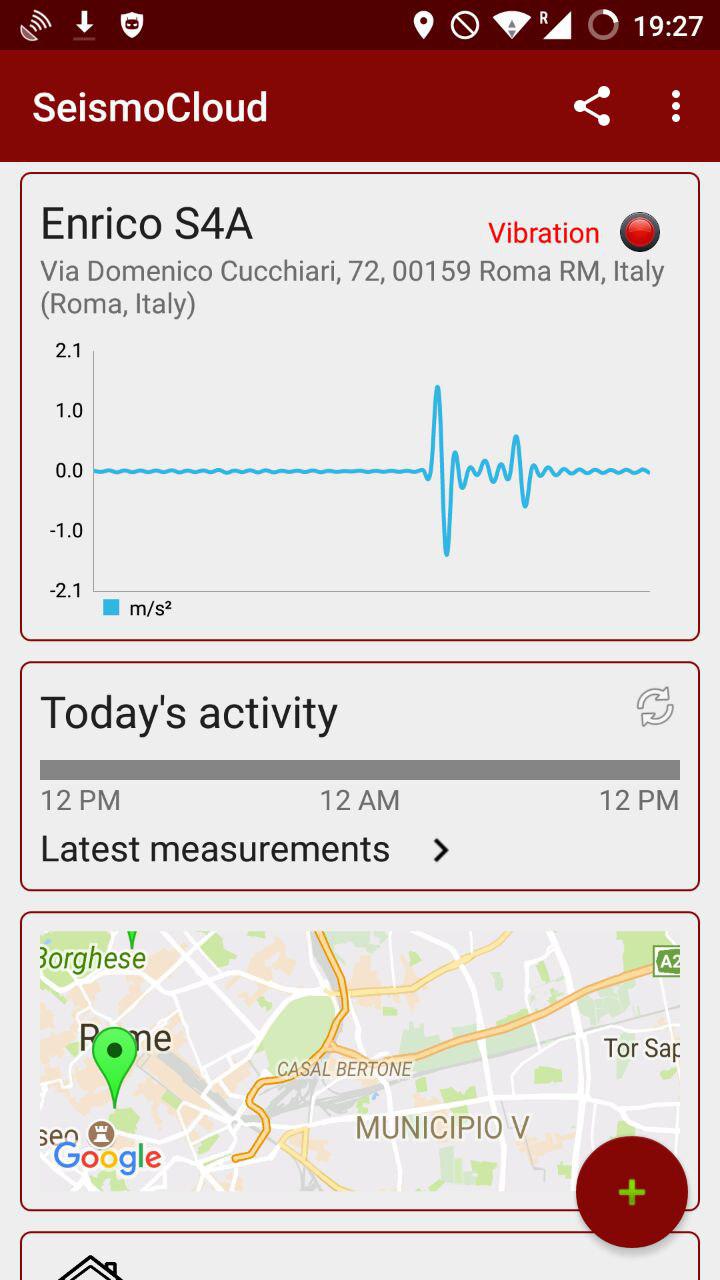 R
19:27
SeismoCloud
Enrico S4A
Vibration
Via Domenico Cucchiari, 72, 00159 Roma RM, Italy
(Roma, Italy)
2.1
1.0
0.0
-1.0
-2.1
m/s²
Today's activity
12 PM 12 AM 12 PM
Latest measurements
Borghese
A2
Rome
Tor Sap
CASAL BERTONE
MUNICIPIO V
seo
Google